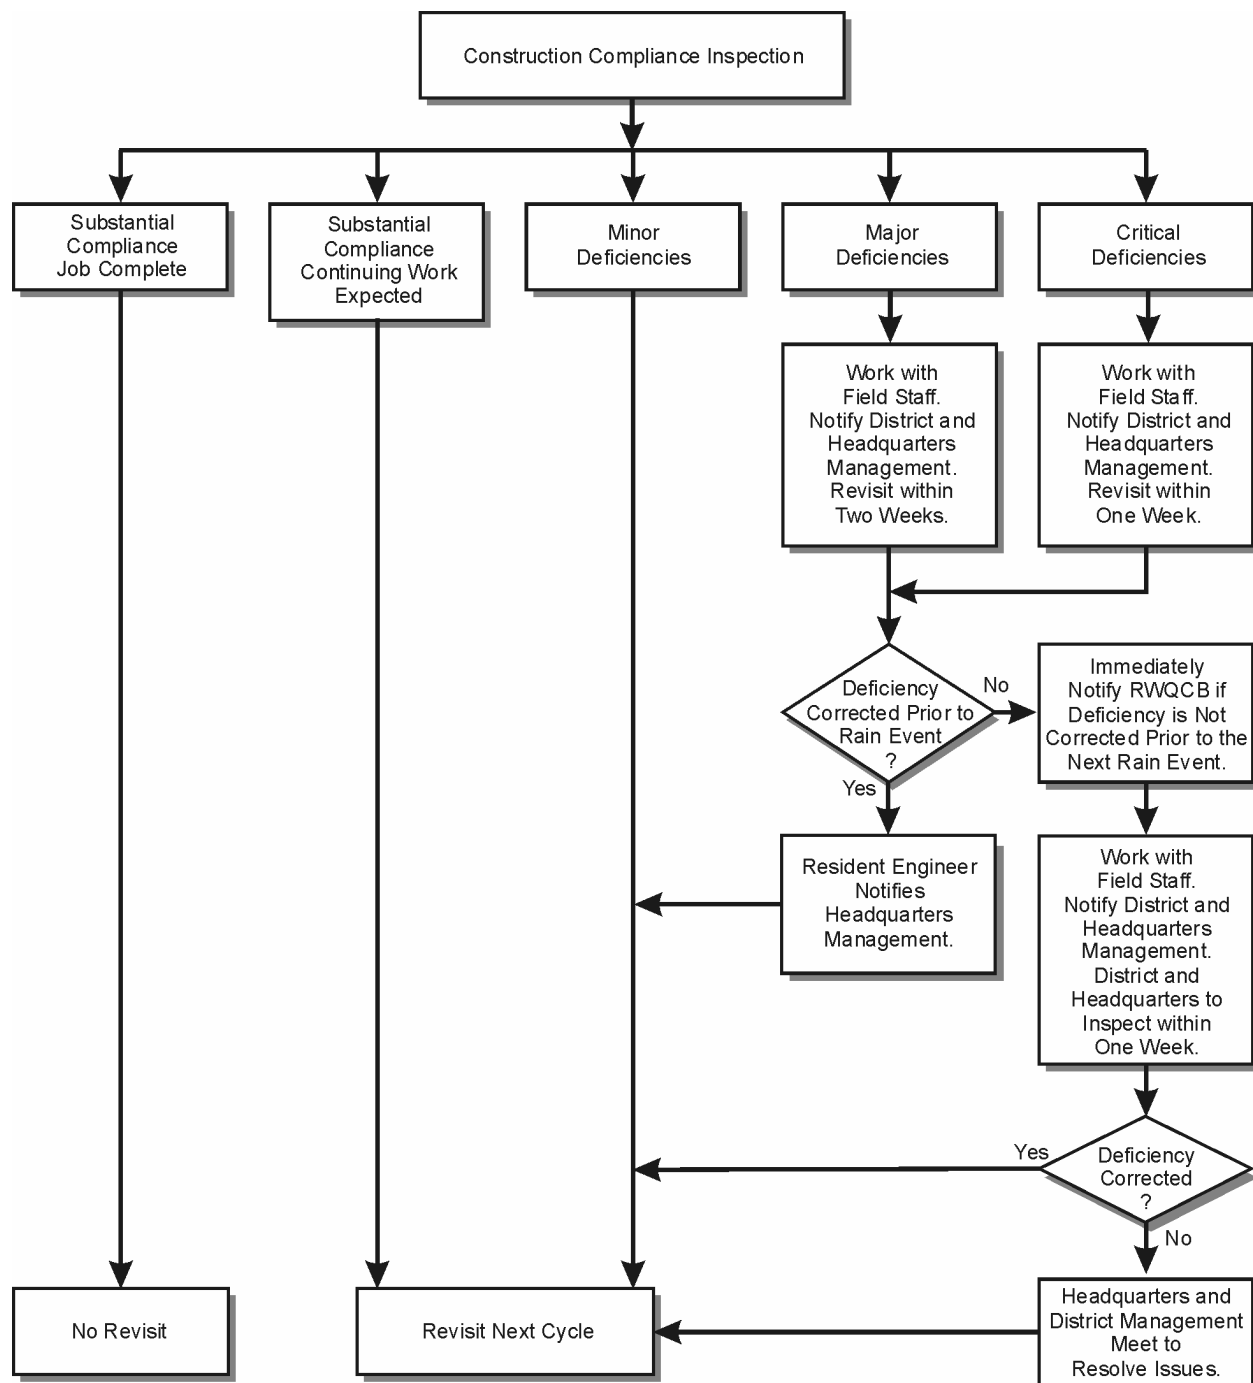 Construction Compliance Inspection
Substantial
Compliance
Job Complete
Substantial
Compliance
Continuing Work
Expected
Minor
Deficiencies
Major
Deficiencies
Critical
Deficiencies
Work with
Field Staff.
Notify District and
Headquarters
Management.
Revisit within
Two Weeks.
Work with
Field Staff.
Notify District and
Headquarters
Management.
Revisit within
One Week.
Deficiency
Corrected Prior to
Rain Event
?
No
Yes
Immediately
Notify RWQCB if
Deficiency is Not
Corrected Prior to the
Next Rain Event.
Resident Engineer
Notifies
Headquarters
Management.
Work with
Field Staff.
Notify District and
Headquarters
Management.
District and
Headquarters to
Inspect within
One Week.
Yes
Deficiency
Corrected
?
No
No Revisit
Revisit Next Cycle
Headquarters and
District Management
Meet to
Resolve Issues.